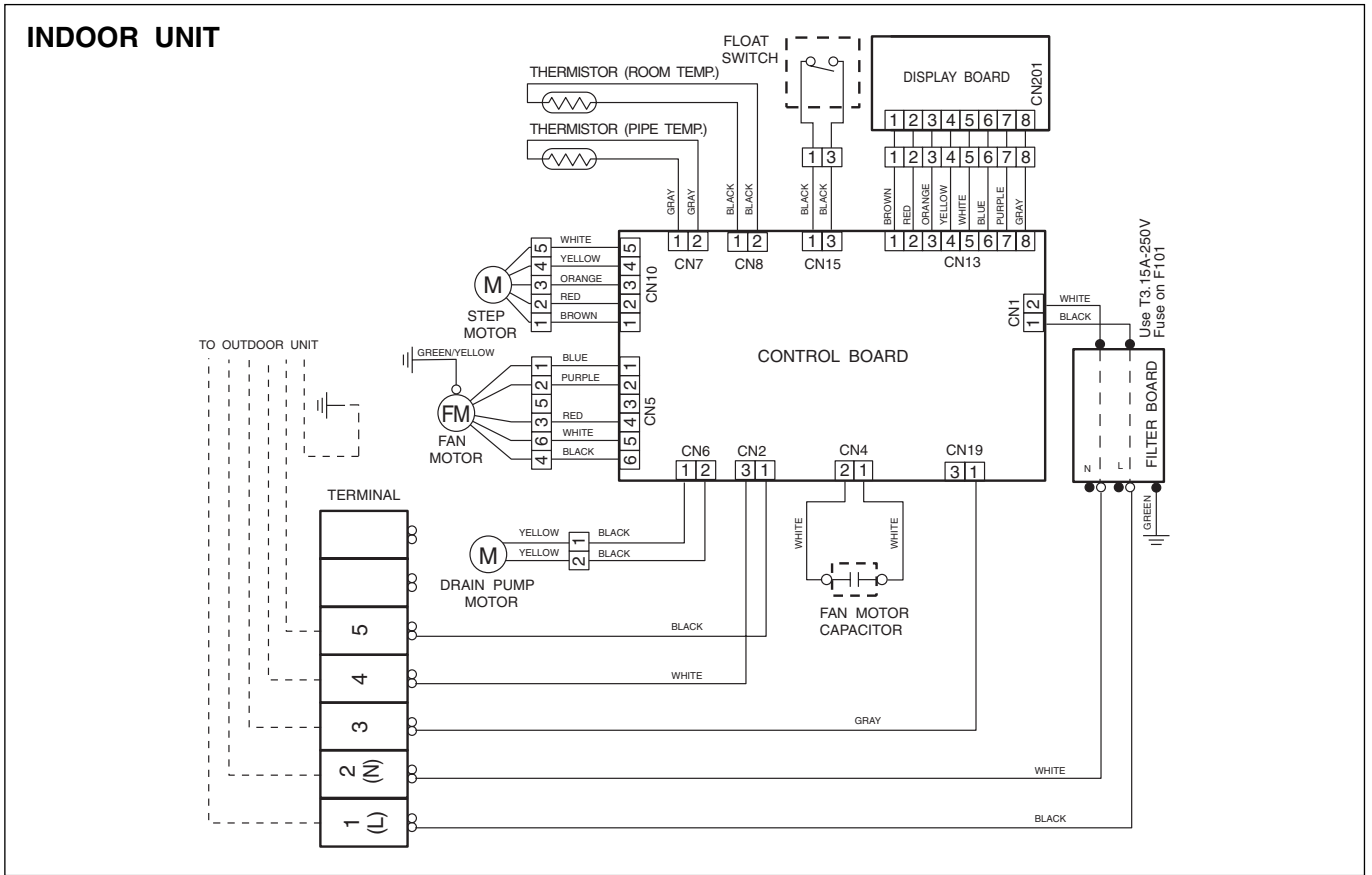 INDOOR UNIT
FLOAT
SWITCH
DISPLAY BOARD
CN201
1 2 3 4 5 6 7 8
THERMISTOR (ROOM TEMP.)
THERMISTOR (PIPE TEMP.)
1 3
1 2 3 4 5 6 7 8
GRAY
GRAY
BLACK
BLACK
BLACK
BLACK
BROWN
RED
ORANGE
YELLOW
WHITE
BLUE
PURPLE
GRAY
1 2
1 2
1 3
1 2 3 4 5 6 7 8
CN7
CN8
CN15
CN13
M
STEP
MOTOR
5 WHITE 5
4 YELLOW 4
3 ORANGE 3
2 RED 2
1 BROWN 1
CN10
CN1
2 WHITE
1 BLACK
Use T3.15A-250V
Fuse on F101
TO OUTDOOR UNIT
GREEN/YELLOW
CONTROL BOARD
FM
FAN
MOTOR
1 BLUE 1
2 PURPLE 2
5 3
3 RED 4
6 WHITE 5
4 BLACK 6
CN5
FILTER BOARD
N L
GREEN
CN6
CN2
CN4
CN19
1 2
3 1
2 1
3 1
TERMINAL
M
DRAIN PUMP
MOTOR
YELLOW 1 BLACK
YELLOW 2 BLACK
WHITE
WHITE
FAN MOTOR
CAPACITOR
5
BLACK
4
WHITE
3
GRAY
2
(N)
WHITE
1
(L)
BLACK